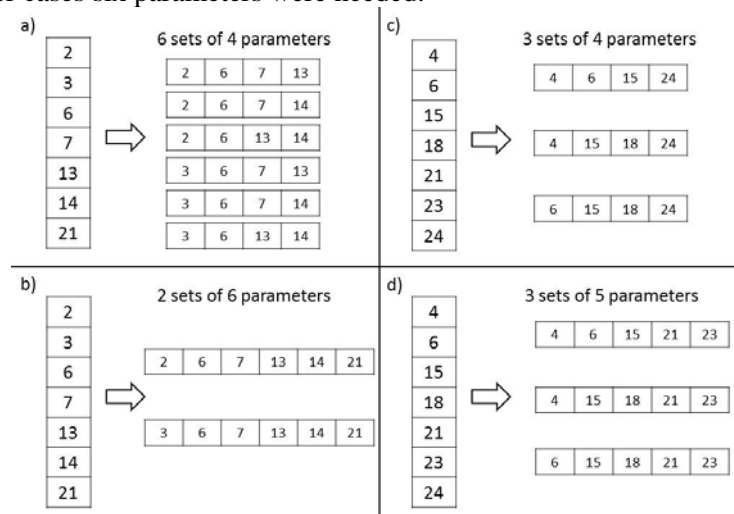 er cases six parameters were needed.
a)
6 sets of 4 parameters
2
3
6
7
13
14
21
2 6 7 13
2 6 7 14
2 6 13 14
3 6 7 13
3 6 7 14
3 6 13 14
c)
3 sets of 4 parameters
4
6
15
18
21
23
24
4 6 15 24
4 15 18 24
6 15 18 24
b)
2 sets of 6 parameters
2
3
6
7
13
14
21
2 6 7 13 14 21
3 6 7 13 14 21
d)
3 sets of 5 parameters
4
6
15
18
21
23
24
4 6 15 21 23
4 15 18 21 23
6 15 18 21 23